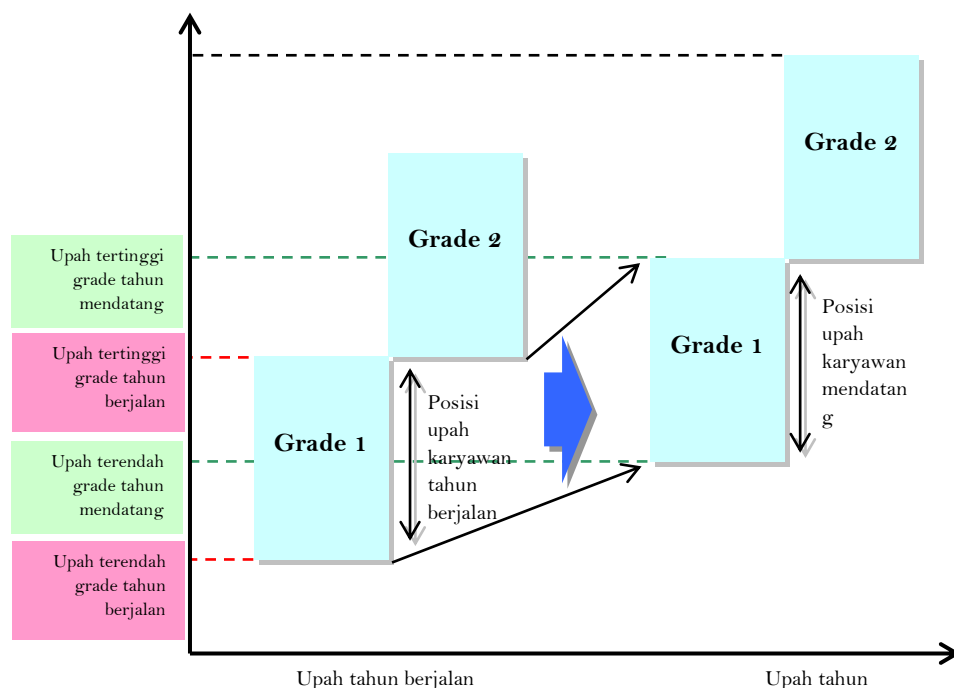 Grade 2
Grade 2
Upah tertinggi
grade tahun
mendatang
Upah tertinggi
grade tahun
berjalan
Upah terendah
grade tahun
mendatang
Upah terendah
grade tahun
berjalan
Grade 1
Posisi
upah
karyawan
tahun
berjalan
Grade 1
Posisi
upah
karyawan
mendatan
g
Upah tahun berjalan
Upah tahun